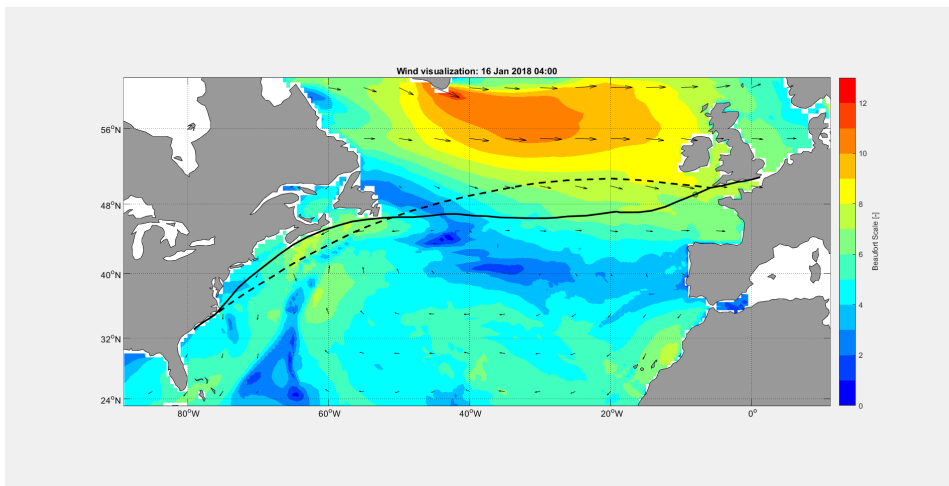 Wind visualization: 16 Jan 2018 04:00
56°N
48°N
40°N
32°N
24°N
80°W
60°W
40°W
20°W
0°
12
10
8
6
4
2
0
Beaufort Scale [-]